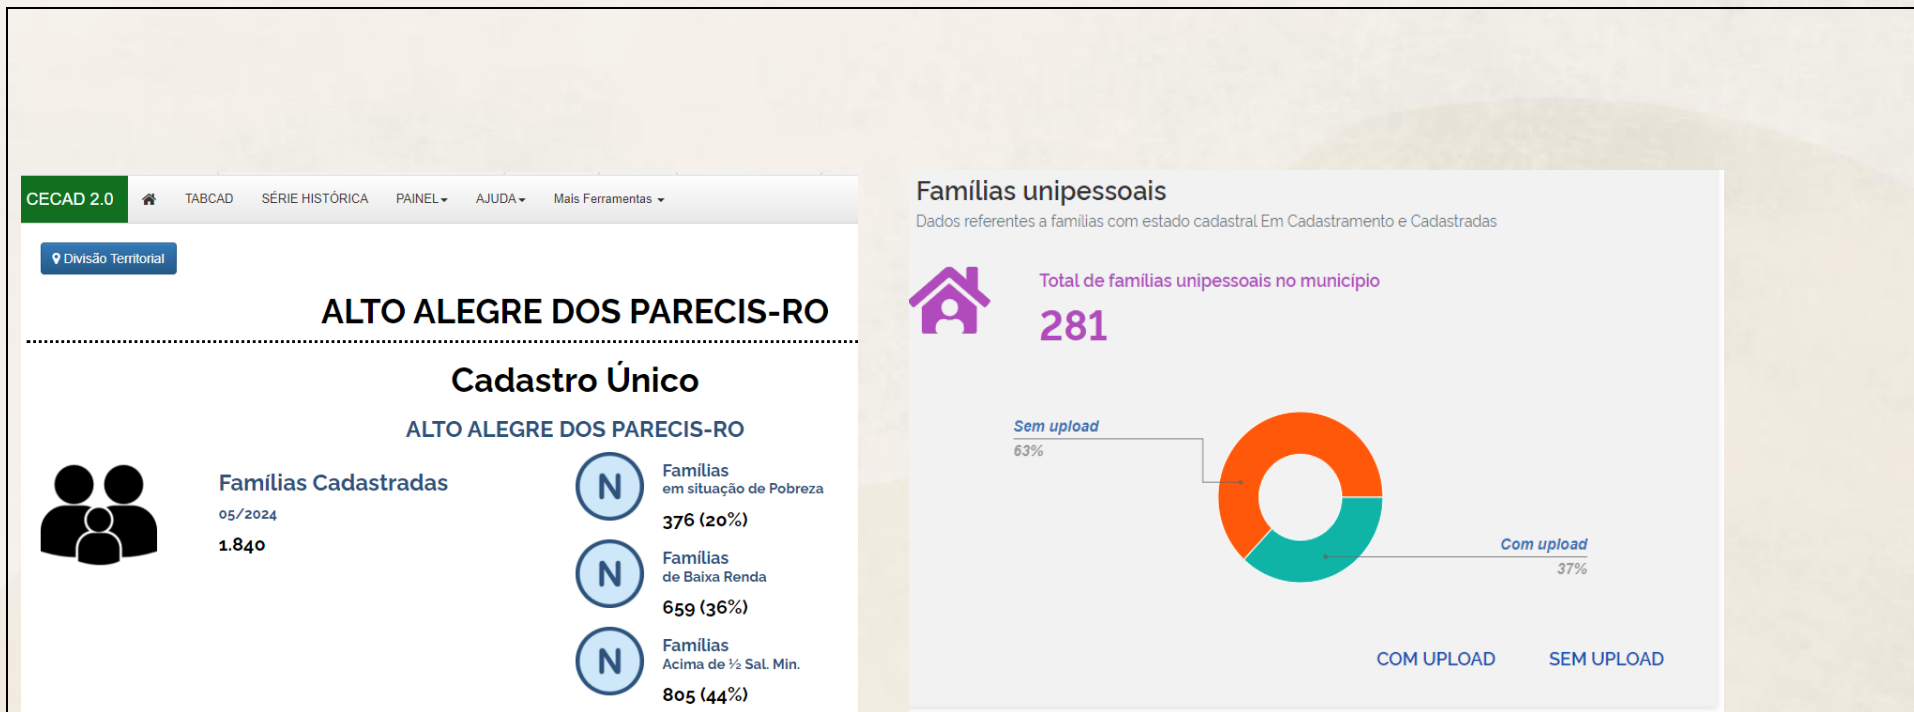 CECAD 2.0 TABCAD SÉRIE HISTÓRICA PAINEL AJUDA Mais Ferramentas
Divisão Territorial
ALTO ALEGRE DOS PARECIS-RO
Cadastro Único
ALTO ALEGRE DOS PARECIS-RO
Famílias Cadastradas
05/2024
1.840
N
Famílias
em situação de Pobreza
376 (20%)
N
Famílias
de Baixa Renda
659 (36%)
N
Famílias
Acima de ½ Sal. Min.
805 (44%)
Famílias unipessoais
Dados referentes a famílias com estado cadastral Em Cadastramento e Cadastradas
Total de famílias unipessoais no município
281
Sem upload
63%
Com upload
37%
COM UPLOAD SEM UPLOAD